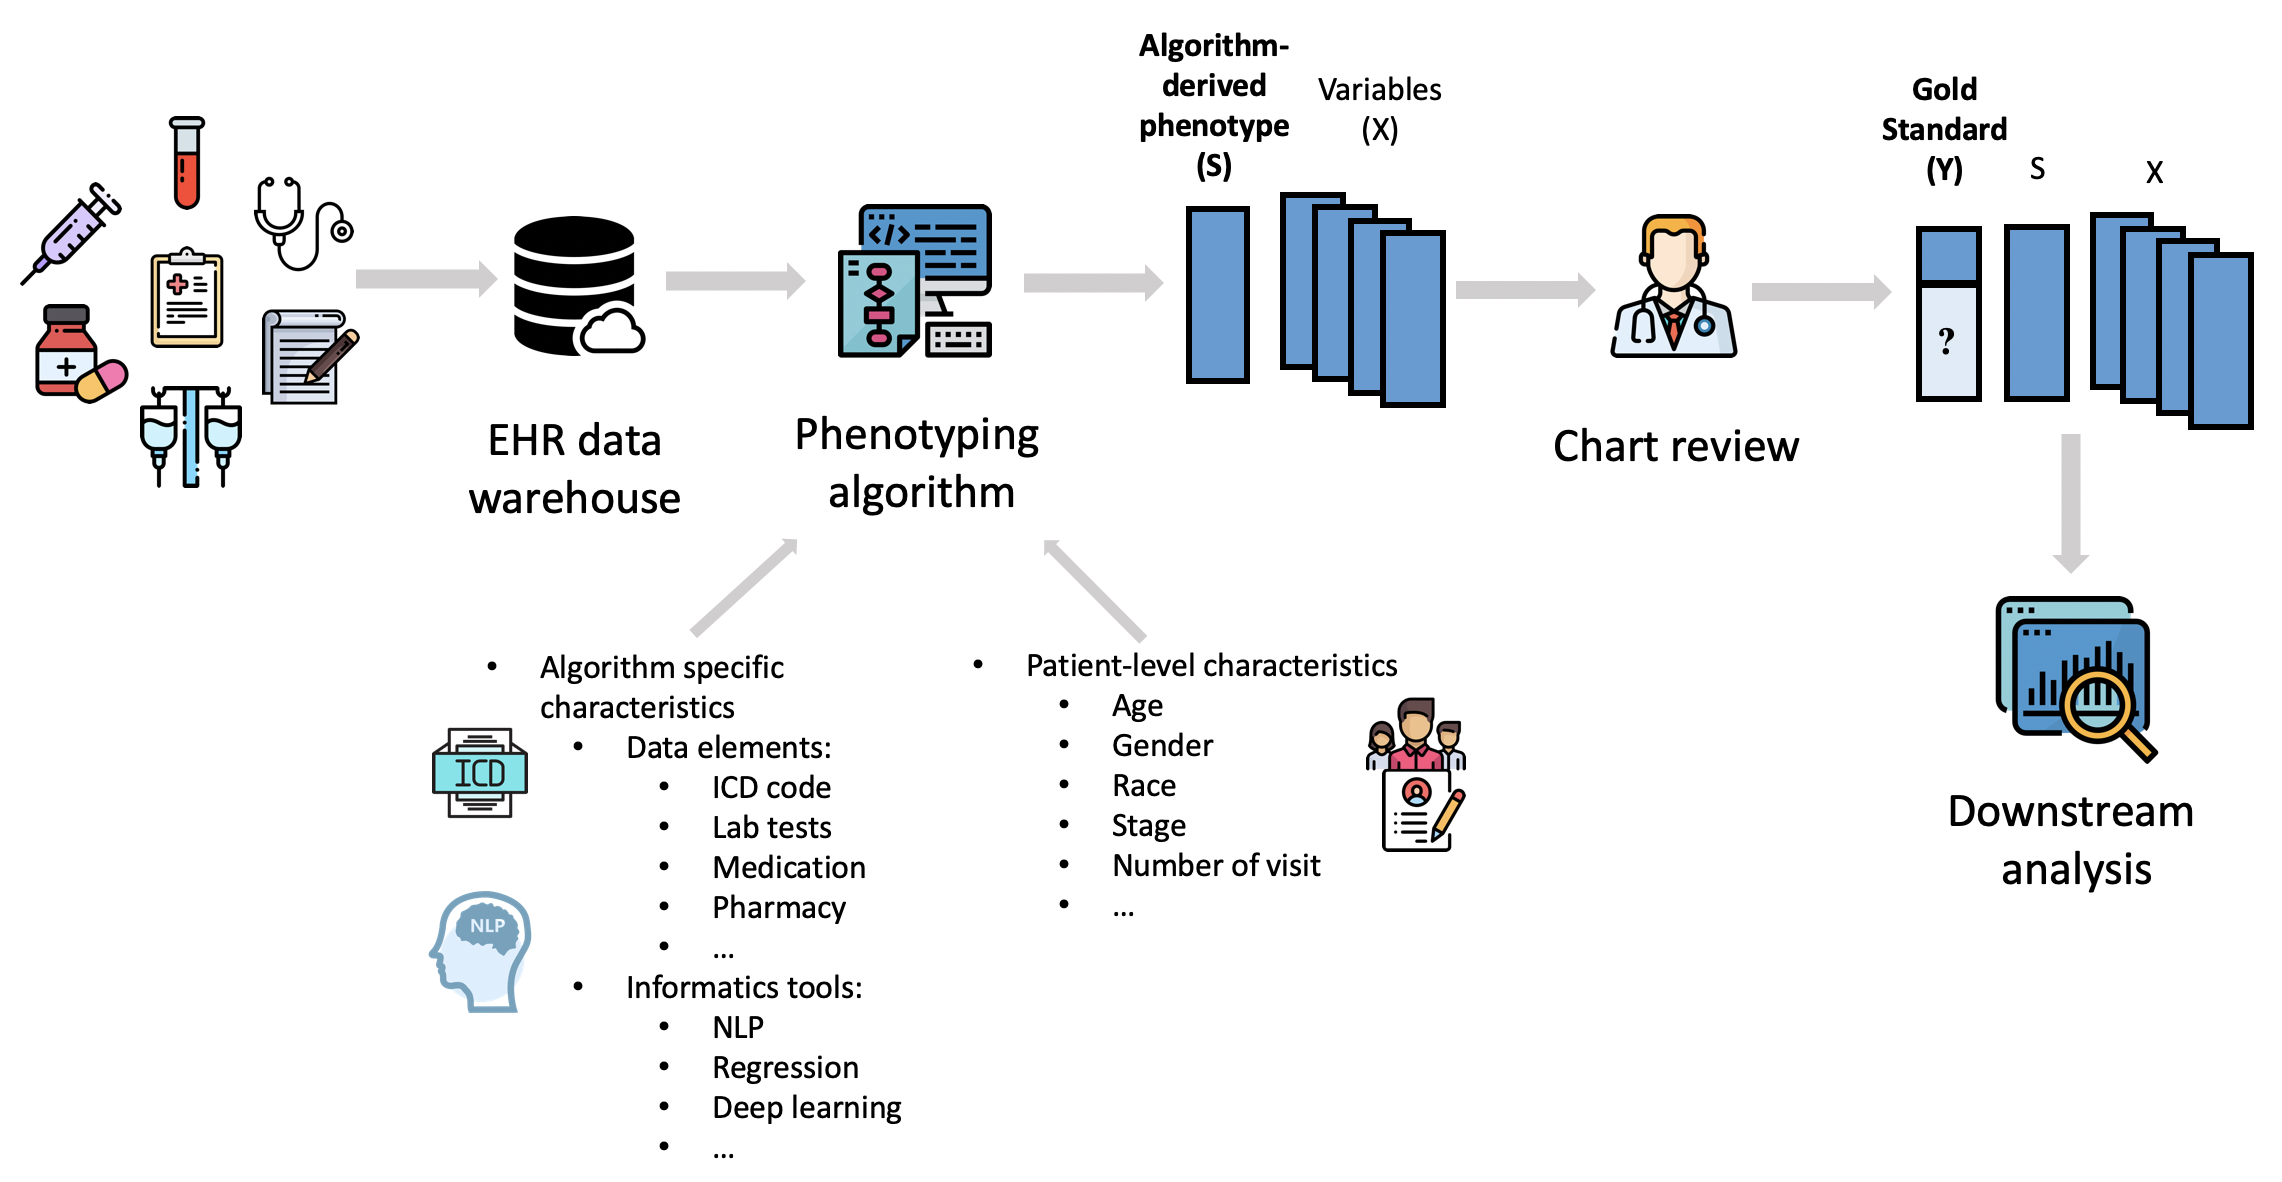 Algorithm-
derived
phenotype
(S)
Variables
(X)
Gold
Standard
(Y)
S
X
?
EHR data
warehouse
Phenotyping
algorithm
Chart review
• Algorithm specific
characteristics
• Data elements:
• ICD code
• Lab tests
• Medication
• Pharmacy
• ...
• Informatics tools:
• NLP
• Regression
• Deep learning
• ...
ICD
NLP
• Patient-level characteristics
• Age
• Gender
• Race
• Stage
• Number of visit
• ...
Downstream
analysis